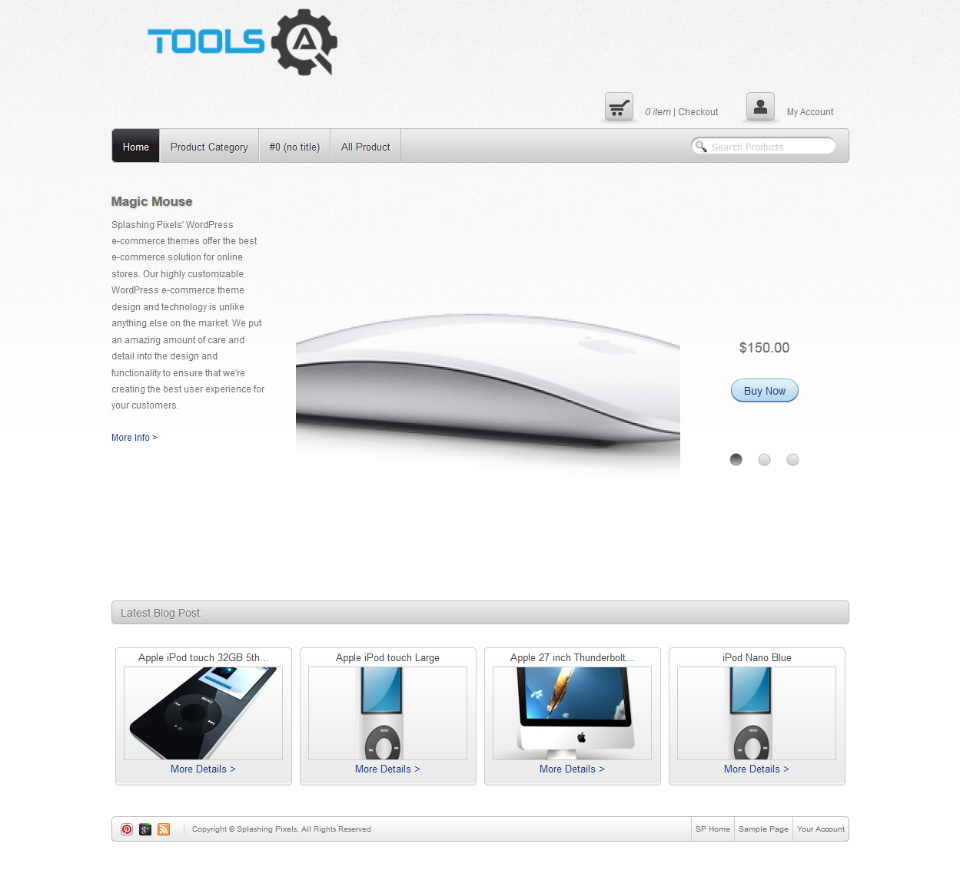 TOOLS QA
0 item | Checkout
My Account
Home
Product Category
#0 (no title)
All Product
Search Products
Magic Mouse
Splashing Pixels' WordPress
e-commerce themes offer the best
e-commerce solution for online
stores. Our highly customizable
WordPress e-commerce theme
design and technology is unlike
anything else on the market. We put
an amazing amount of care and
detail into the design and
functionality to ensure that we're
creating the best user experience for
your customers.
More Info >
$150.00
Buy Now
Latest Blog Post
Apple iPod touch 32GB 5th...
Apple iPod touch Large
Apple 27 inch Thunderbolt...
iPod Nano Blue
MENU
More Details >
More Details >
More Details >
More Details >
Copyright © Splashing Pixels. All Rights Reserved
SP Home
Sample Page
Your Account